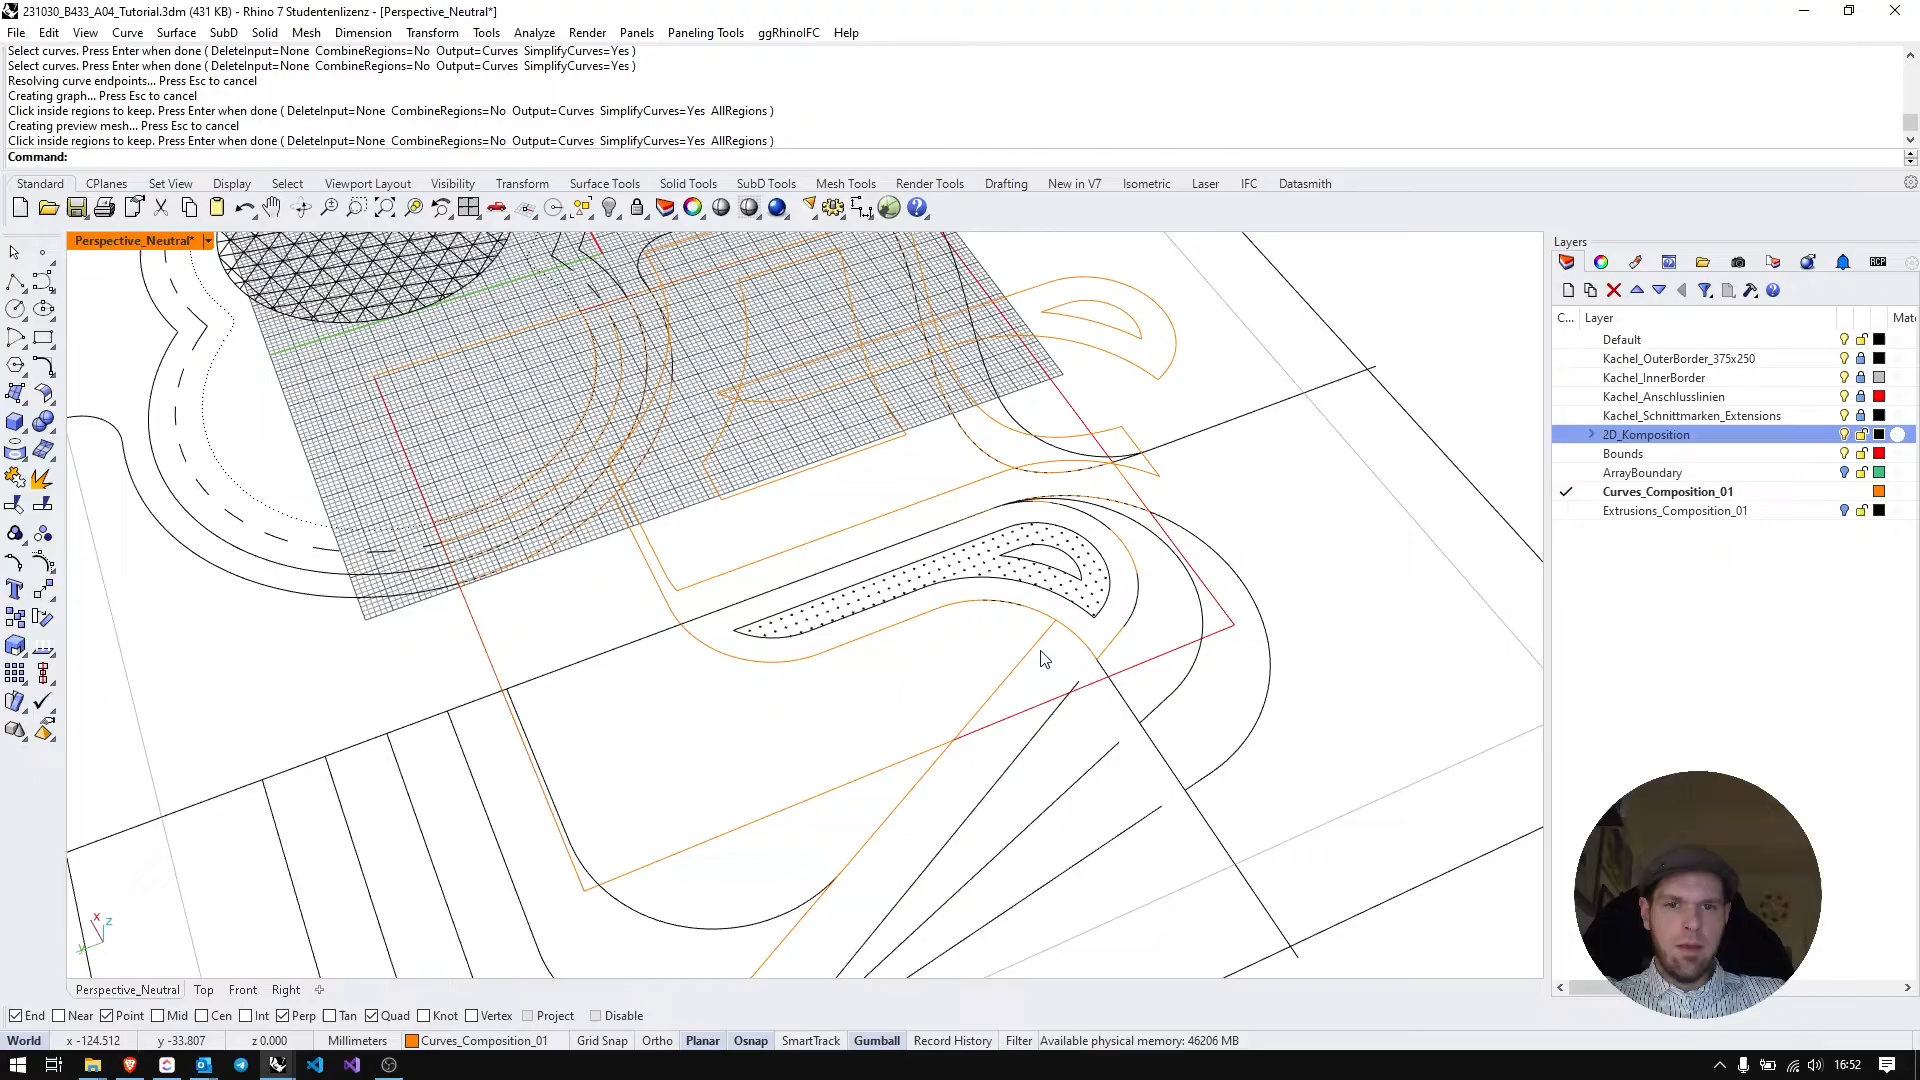 231030_B433_A04_Tutorial.3dm (431 KB) - Rhino 7 Studentenlizenz - [Perspective_Neutral*]
File Edit View Curve Surface SubD Solid Mesh Dimension Transform Tools Analyze Render Panels Paneling Tools ggRhinoIFC Help
Select curves. Press Enter when done ( DeleteInput=None CombineRegions=No Output=Curves SimplifyCurves=Yes )
Select curves. Press Enter when done ( DeleteInput=None CombineRegions=No Output=Curves SimplifyCurves=Yes )
Resolving curve endpoints... Press Esc to cancel
Creating graph... Press Esc to cancel
Click inside regions to keep. Press Enter when done ( DeleteInput=None CombineRegions=No Output=Curves SimplifyCurves=Yes AllRegions )
Creating preview mesh... Press Esc to cancel
Click inside regions to keep. Press Enter when done ( DeleteInput=None CombineRegions=No Output=Curves SimplifyCurves=Yes AllRegions )
Command:
Standard CPlanes Set View Display Select Viewport Layout Visibility Transform Surface Tools Solid Tools SubD Tools Mesh Tools Render Tools Drafting New in V7 Isometric Laser IFC Datasmith
Perspective_Neutral*
Layers
RCP
C... Layer Mate
Default
Kachel_OuterBorder_375x250
Kachel_InnerBorder
Kachel_Anschlusslinien
Kachel_Schnittmarken_Extensions
2D_Komposition
Bounds
ArrayBoundary
Curves_Composition_01
Extrusions_Composition_01
x z
y
Perspective_Neutral Top Front Right
End Near Point Mid Cen Int Perp Tan Quad Knot Vertex Project Disable
World x -124.512 y -33.807 z 0.000 Millimeters Curves_Composition_01 Grid Snap Ortho Planar Osnap SmartTrack Gumball Record History Filter Available physical memory: 46206 MB
16:52